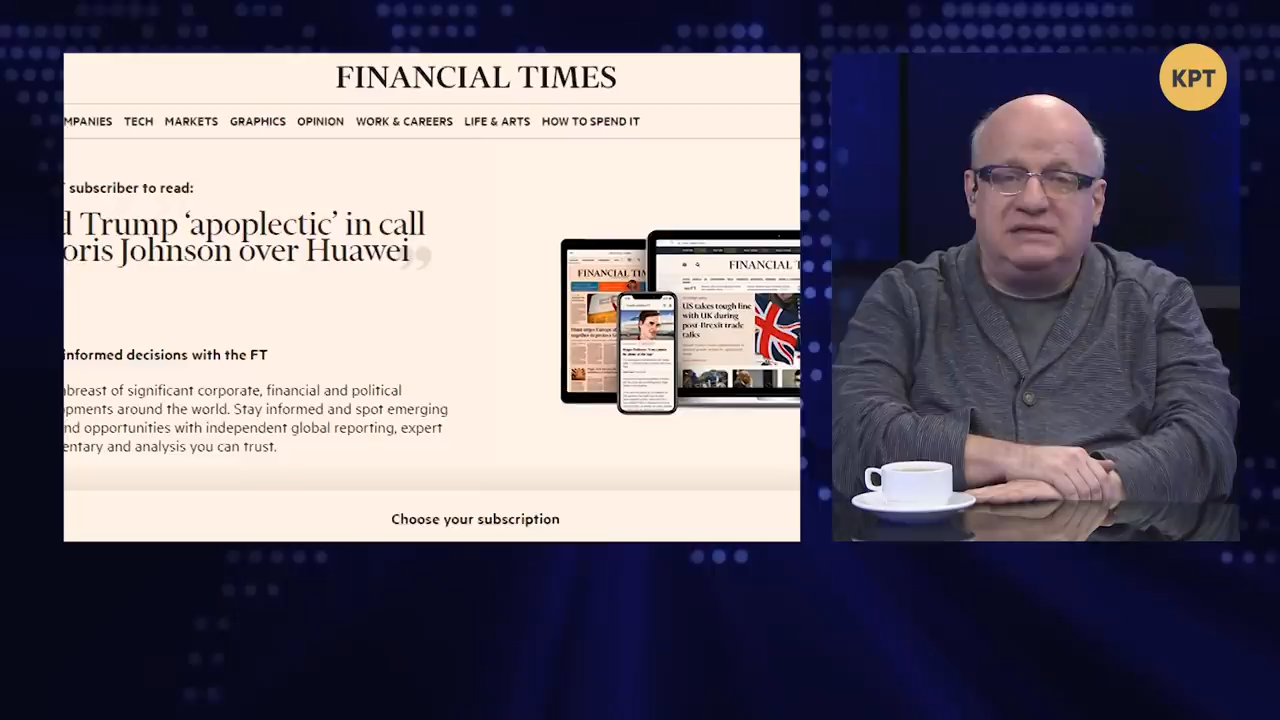 FINANCIAL TIMES
MPANIES TECH MARKETS GRAPHICS OPINION WORK & CAREERS LIFE & ARTS HOW TO SPEND IT
subscriber to read:
d Trump ‘apoplectic’ in call
oris Johnson over Huawei
informed decisions with the FT
abreast of significant corporate, financial and political
opments around the world. Stay informed and spot emerging
nd opportunities with independent global reporting, expert
entary and analysis you can trust.
Choose your subscription
FINANCIAL TIM
FINANCIAL T
US takes tough line
with UK during
post-Brexit trade
talks
KPT